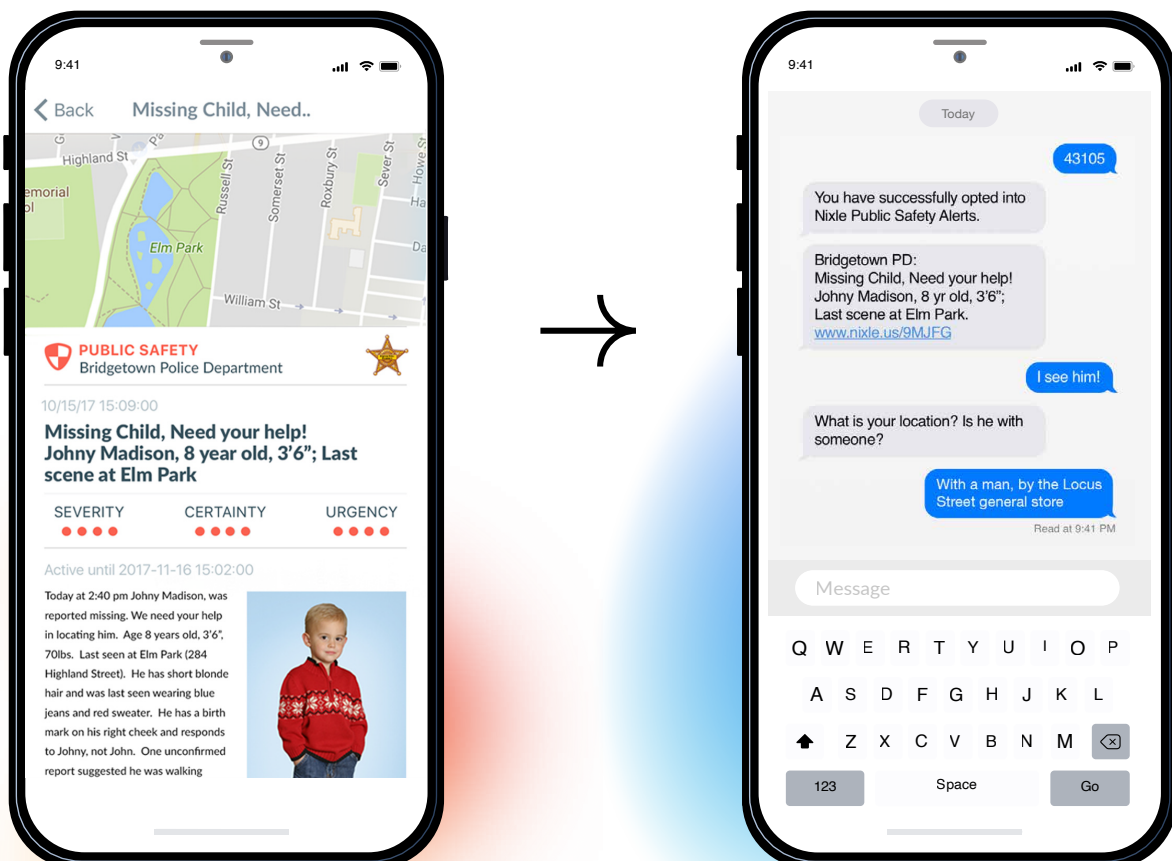 9:41
Back Missing Child, Need..
Highland St
9
emorial
ol
Russell St
Somerset St
Roxbury St
Sever St
Howe St
Elm Park
William St
PUBLIC SAFETY
Bridgetown Police Department
10/15/17 15:09:00
Missing Child, Need your help!
Johny Madison, 8 year old, 3’6”; Last
scene at Elm Park
SEVERITY CERTAINTY URGENCY
Active until 2017-11-16 15:02:00
Today at 2:40 pm Johny Madison, was
reported missing. We need your help
in locating him. Age 8 years old, 3’6”,
70lbs. Last seen at Elm Park (284
Highland Street). He has short blonde
hair and was last seen wearing blue
jeans and red sweater. He has a birth
mark on his right cheek and responds
to Johny, not John. One unconfirmed
report suggested he was walking
9:41
Today
43105
You have successfully opted into
Nixle Public Safety Alerts.
Bridgetown PD:
Missing Child, Need your help!
Johny Madison, 8 yr old, 3’6”;
Last scene at Elm Park.
www.nixle.us/9MJFG
I see him!
What is your location? Is he with
someone?
With a man, by the Locus
Street general store
Read at 9:41 PM
Message
Q W E R T Y U I O P
A S D F G H J K L
Z X C V B N M
123 Space Go